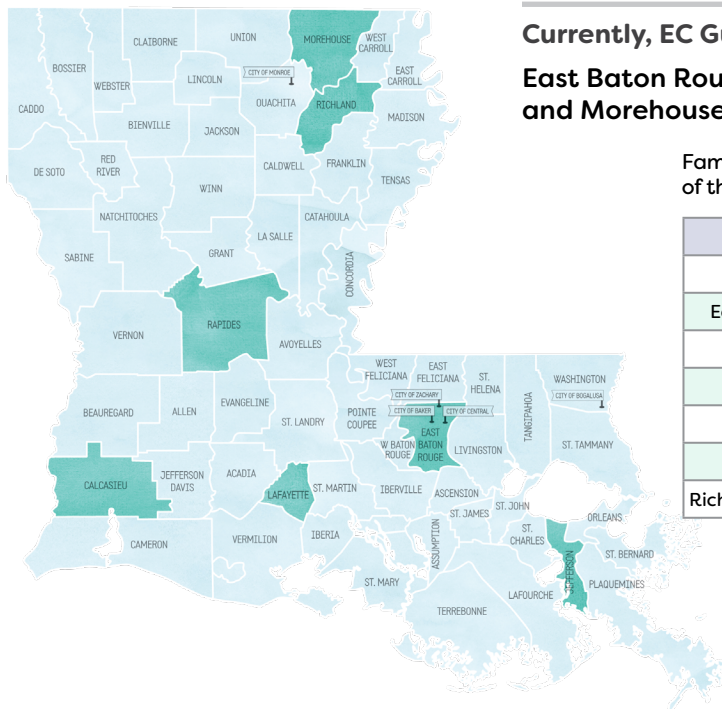 Currently, EC Gu
East Baton Rou
and Morehouse
Fam
of th
Ea
Rich
UNION
MOREHOUSE
WEST
CARROLL
CLAIBORNE
BOSSIER
WEBSTER
LINCOLN
CITY OF MONROE
EAST
CARROLL
OUACHITA
RICHLAND
CADDO
MADISON
BIENVILLE
JACKSON
DE SOTO
RED
RIVER
CALDWELL
FRANKLIN
TENSAS
WINN
NATCHITOCHES
CATAHOULA
LA SALLE
SABINE
GRANT
CONCORDIA
RAPIDES
VERNON
AVOYELLES
WEST
FELICIANA
EAST
FELICIANA
ST.
HELENA
WASHINGTON
CITY OF ZACHARY
CITY OF BOGALUSA
TANGIPAHOA
BEAUREGARD
ALLEN
EVANGELINE
ST. LANDRY
POINTE
COUPEE
CITY OF BAKER
CITY OF CENTRAL
EAST
BATON
ROUGE
W BATON
ROUGE
LIVINGSTON
ST. TAMMANY
CALCASIEU
JEFFERSON
DAVIS
ACADIA
LAFAYETTE
ST. MARTIN
IBERVILLE
ASCENSION
ST. JAMES
ST. JOHN
ST.
CHARLES
ORLEANS
CAMERON
VERMILION
IBERIA
ASSUMPTION
JEFFERSON
ST. BERNARD
ST. MARY
LAFOURCHE
PLAQUEMINES
TERREBONNE